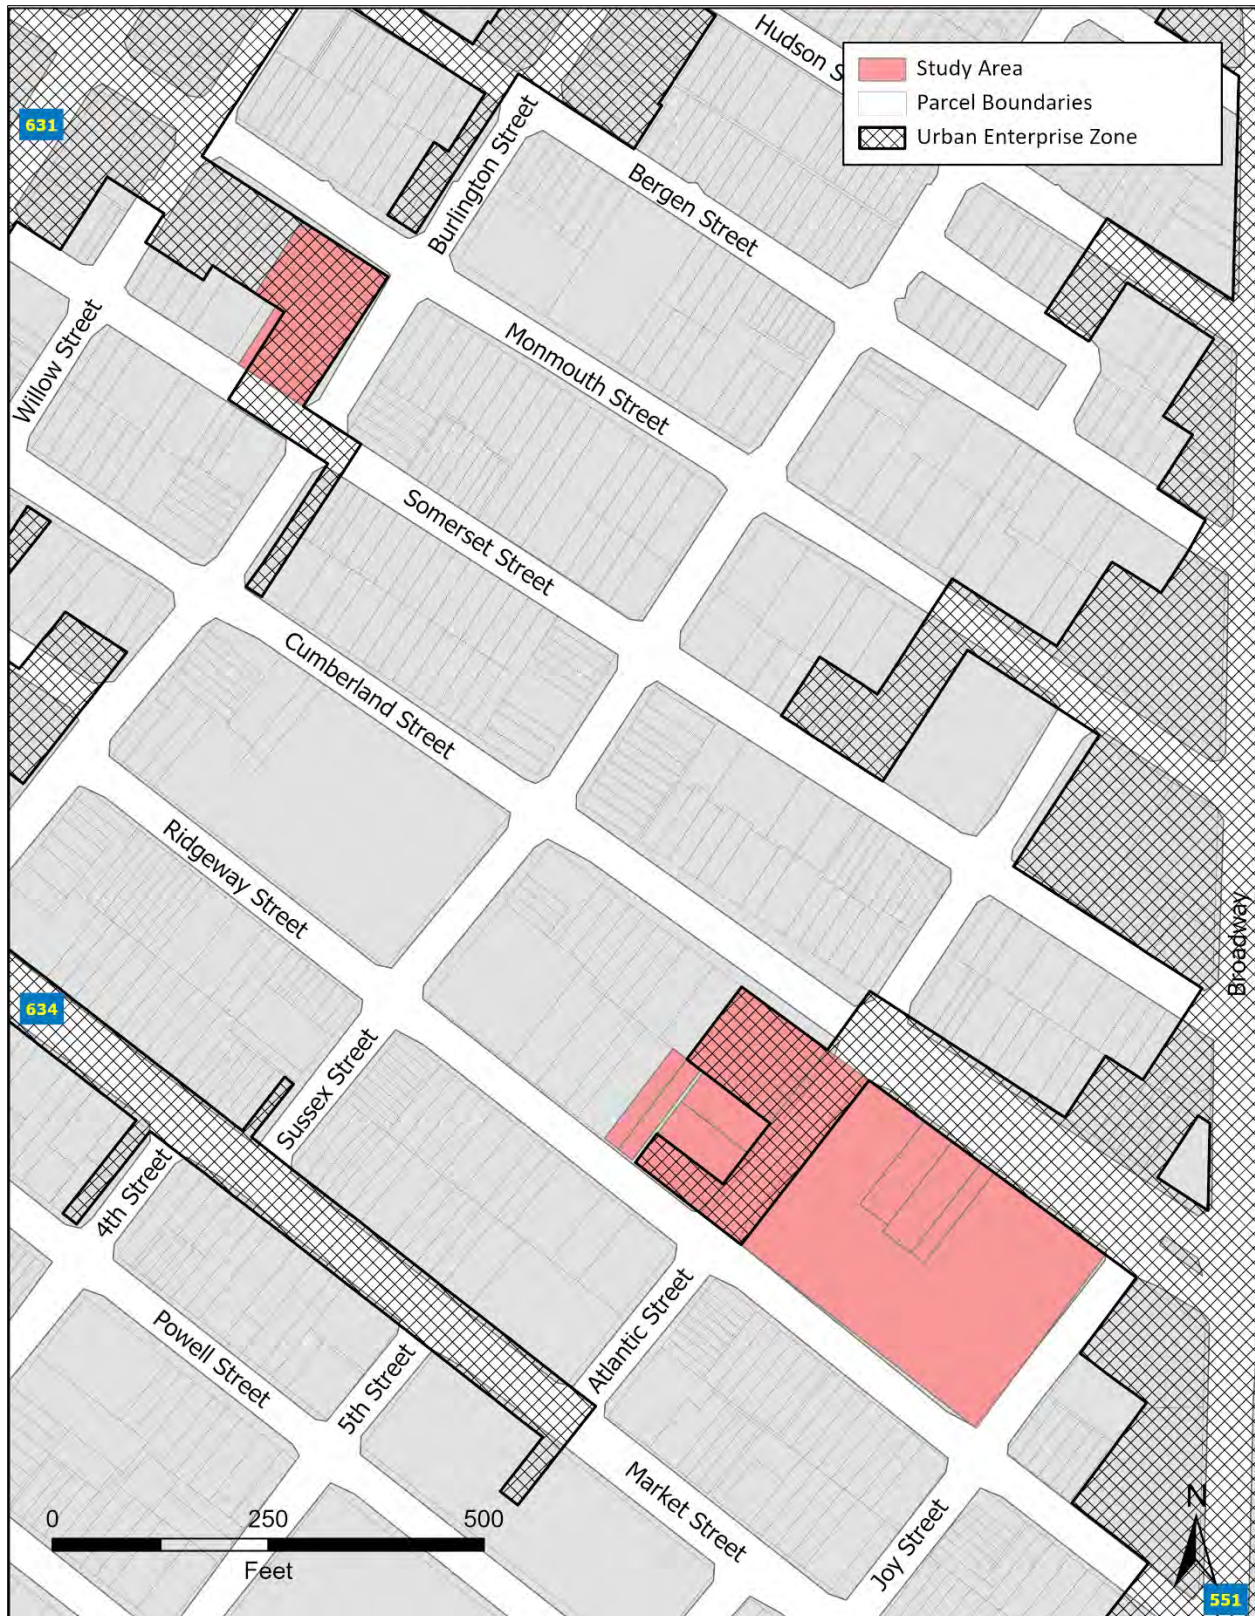 Hudson S
Study Area
Parcel Boundaries
Urban Enterprise Zone
631
Burlington Street
Bergen Street
Willow Street
Monmouth Street
Somerset Street
Cumberland Street
Ridgeway Street
Broadway
634
Sussex Street
4th Street
Atlantic Street
Powell Street
5th Street
Market Street
Joy Street
N
0 250 500
Feet
551